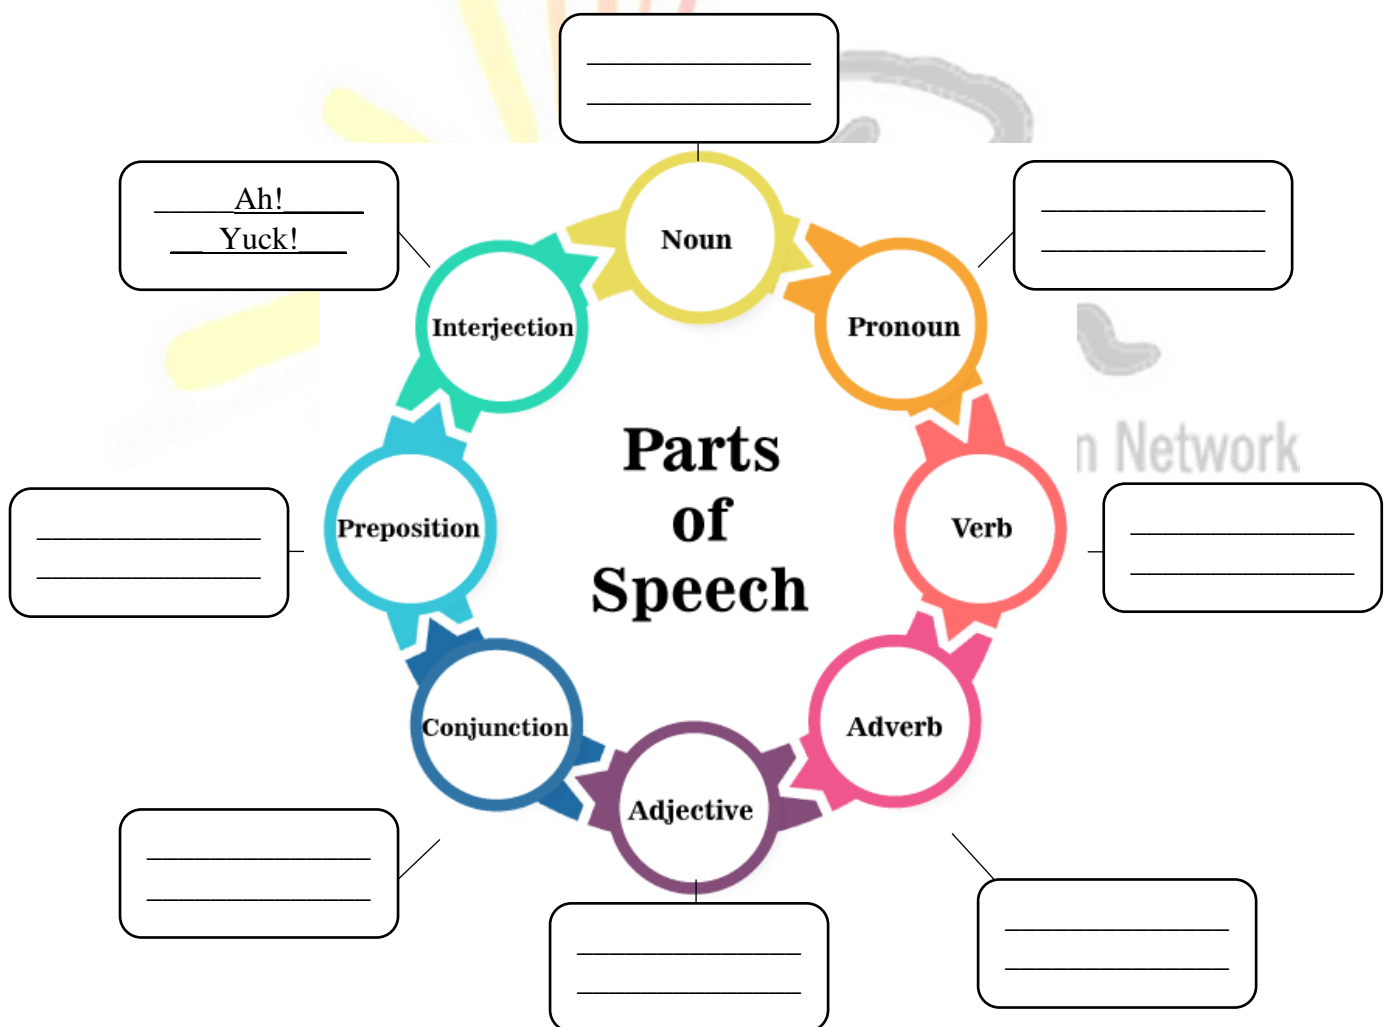 Ah!
Yuck!
Noun
Pronoun
Interjection
Parts
of
Speech
n Network
Preposition
Verb
Conjunction
Adverb
Adjective